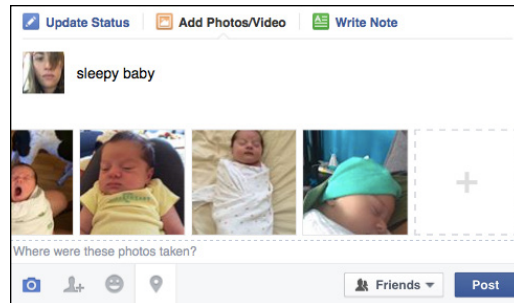 Update Status Add Photos/Video Write Note
sleepy baby
Where were these photos taken?
Friends Post